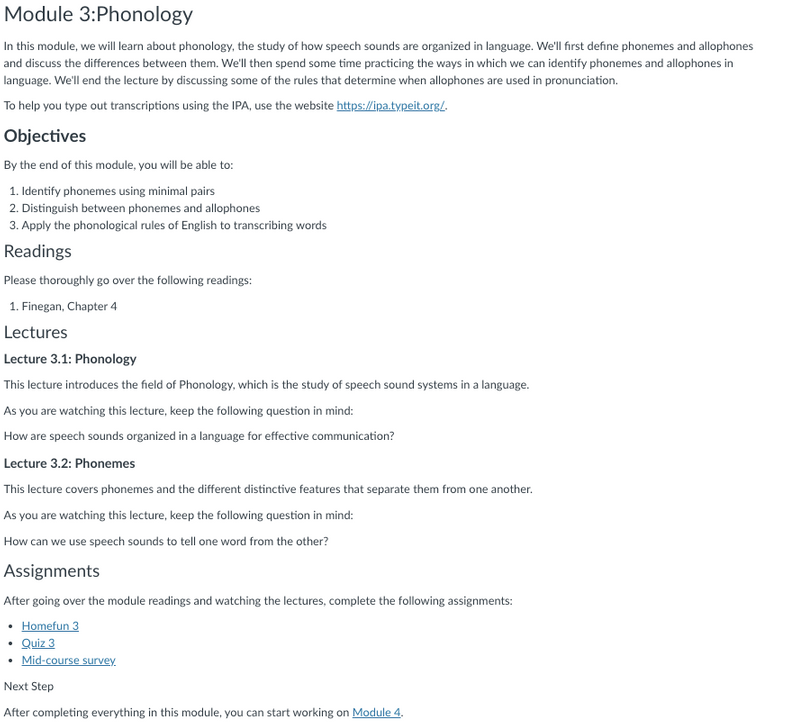 Module 3:Phonology
In this module, we will learn about phonology, the study of how speech sounds are organized in language. We'll first define phonemes and allophones
and discuss the differences between them. We'll then spend some time practicing the ways in which we can identify phonemes and allophones in
language. We'll end the lecture by discussing some of the rules that determine when allophones are used in pronunciation.
To help you type out transcriptions using the IPA, use the website https://ipa.typeit.org/.
Objectives
By the end of this module, you will be able to:
1. Identify phonemes using minimal pairs
2. Distinguish between phonemes and allophones
3. Apply the phonological rules of English to transcribing words
Readings
Please thoroughly go over the following readings:
1. Finegan, Chapter 4
Lectures
Lecture 3.1: Phonology
This lecture introduces the field of Phonology, which is the study of speech sound systems in a language.
As you are watching this lecture, keep the following question in mind:
How are speech sounds organized in a language for effective communication?
Lecture 3.2: Phonemes
This lecture covers phonemes and the different distinctive features that separate them from one another.
As you are watching this lecture, keep the following question in mind:
How can we use speech sounds to tell one word from the other?
Assignments
After going over the module readings and watching the lectures, complete the following assignments:
• Homefun 3
• Quiz 3
• Mid-course survey
Next Step
After completing everything in this module, you can start working on Module 4.